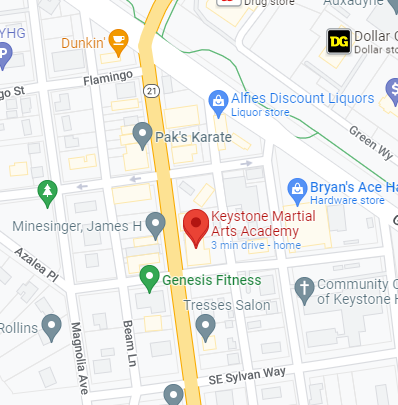 Drug store
Auxadyne
YHG
Dunkin'
DG
Dollar
Dollar sto
Flamingo
go St
21
Alfies Discount Liquors
Liquor store
Pak's Karate
Green Wy
Bryan's Ace Ha
Hardware store
Keystone Martial
Arts Academy
3 min drive - home
Minesinger, James H
Azalea Pl
Genesis Fitness
Community C
of Keystone H
Tresses Salon
Rollins
Magnolia Ave
Beam Ln
SE Sylvan Way